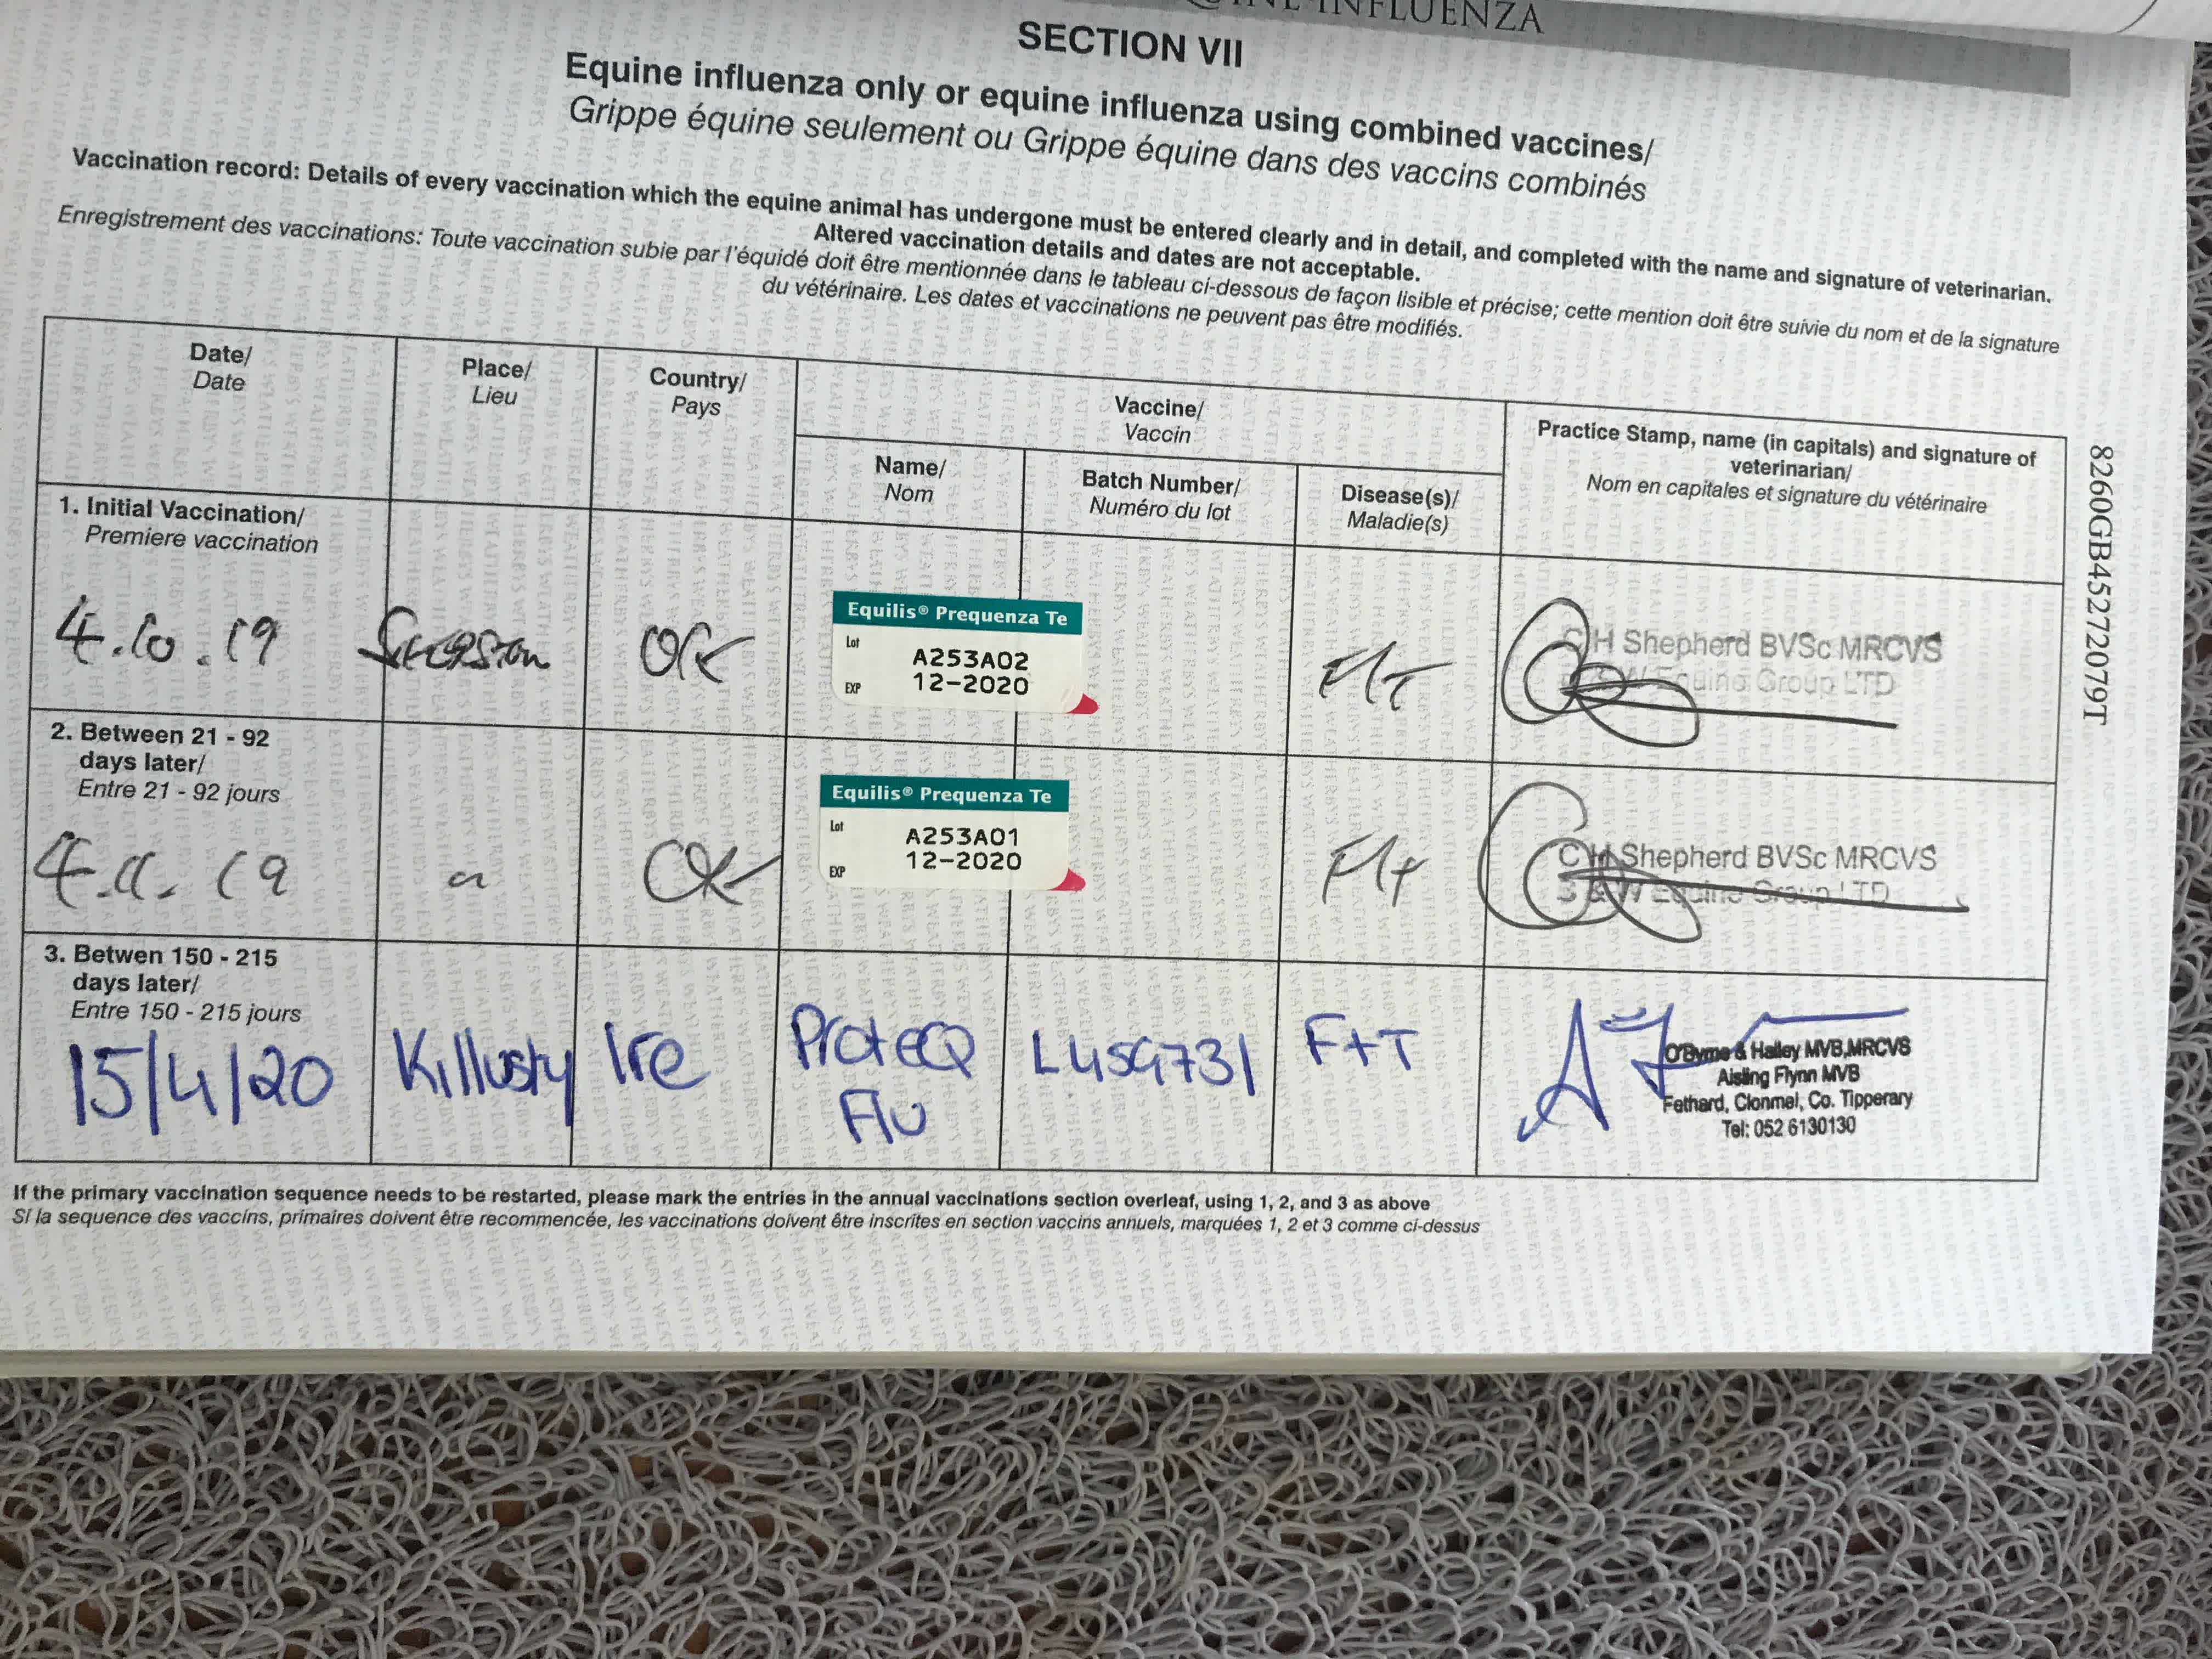 EQUINE INFLUENZA
SECTION VII
Equine influenza only or equine influenza using combined vaccines/
Grippe équine seulement ou Grippe équine dans des vaccins combinés
Vaccination record: Details of every vaccination which the equine animal has undergone must be entered clearly and in detail, and completed with the name and signature of veterinarian.
Altered vaccination details and dates are not acceptable.
Enregistrement des vaccinations: Toute vaccination subie par l'équidé doit être mentionnée dans le tableau ci-dessous de façon lisible et précise; cette mention doit être suivie du nom et de la signature
du vétérinaire. Les dates et vaccinations ne peuvent pas être modifiés.
Date/
Date
Place/
Lieu
Country/
Pays
Vaccine/
Vaccin
Name/
Nom
Batch Number/
Numéro du lot
Disease(s)/
Maladie(s)
Practice Stamp, name (in capitals) and signature of
veterinarian/
Nom en capitales et signature du vétérinaire
1. Initial Vaccination/
Premiere vaccination
4.10.19
Equilis® Prequenza Te
Lot A253A02
EXP 12-2020
C H Shepherd BVSc MRCVS
Equine Group LTD
2. Between 21 - 92
days later/
Entre 21 - 92 jours
4.11.19
Equilis® Prequenza Te
Lot A253A01
EXP 12-2020
C H Shepherd BVSc MRCVS
S & W Equine Group LTD
3. Betwen 150 - 215
days later/
Entre 150 - 215 jours
15/4/20
Killusty
Ire
ProteQ
Flu
L459731
F+T
O'Byrne & Halley MVB,MRCVS
Aisling Flynn MVB
Fethard, Clonmel, Co. Tipperary
Tel: 052 6130130
If the primary vaccination sequence needs to be restarted, please mark the entries in the annual vaccinations section overleaf, using 1, 2, and 3 as above
Si la sequence des vaccins, primaires doivent être recommencée, les vaccinations doivent être inscrites en section vaccins annuels, marquées 1, 2 et 3 comme ci-dessus
8260GB45272079T